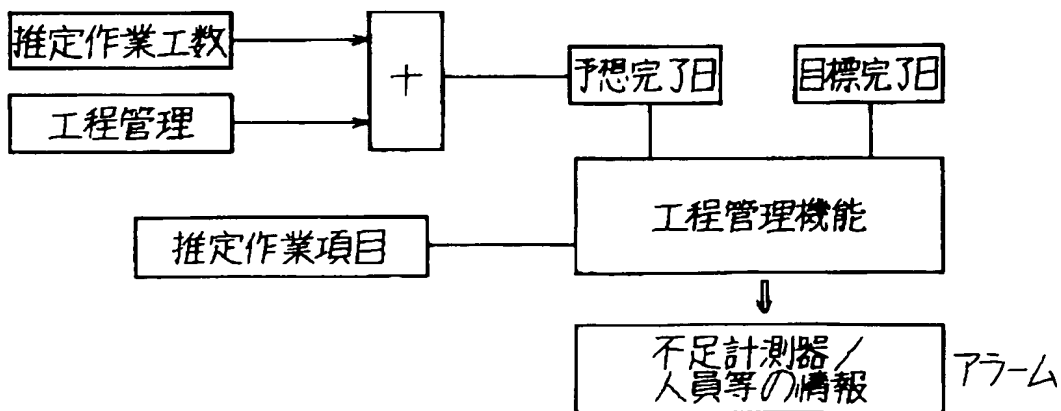 推定作業工数
工程管理
+
予想完了日
目標完了日
工程管理機能
推定作業項目
不足計測器/
人員等の情報
アラーム